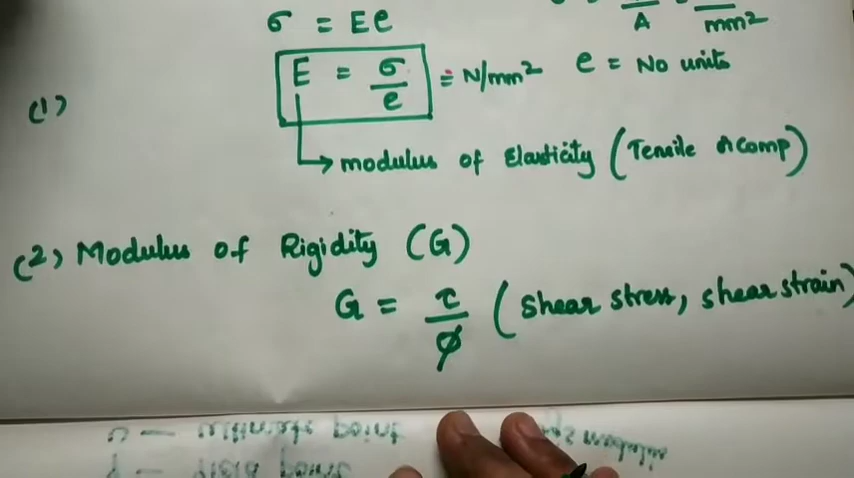 σ = Ee
A mm²
(1) E = σ/e = N/mm² e = No units
modulus of Elasticity (Tensile or Comp)
(2) Modulus of Rigidity (G)
G = τ/φ (Shear stress, shear strain)